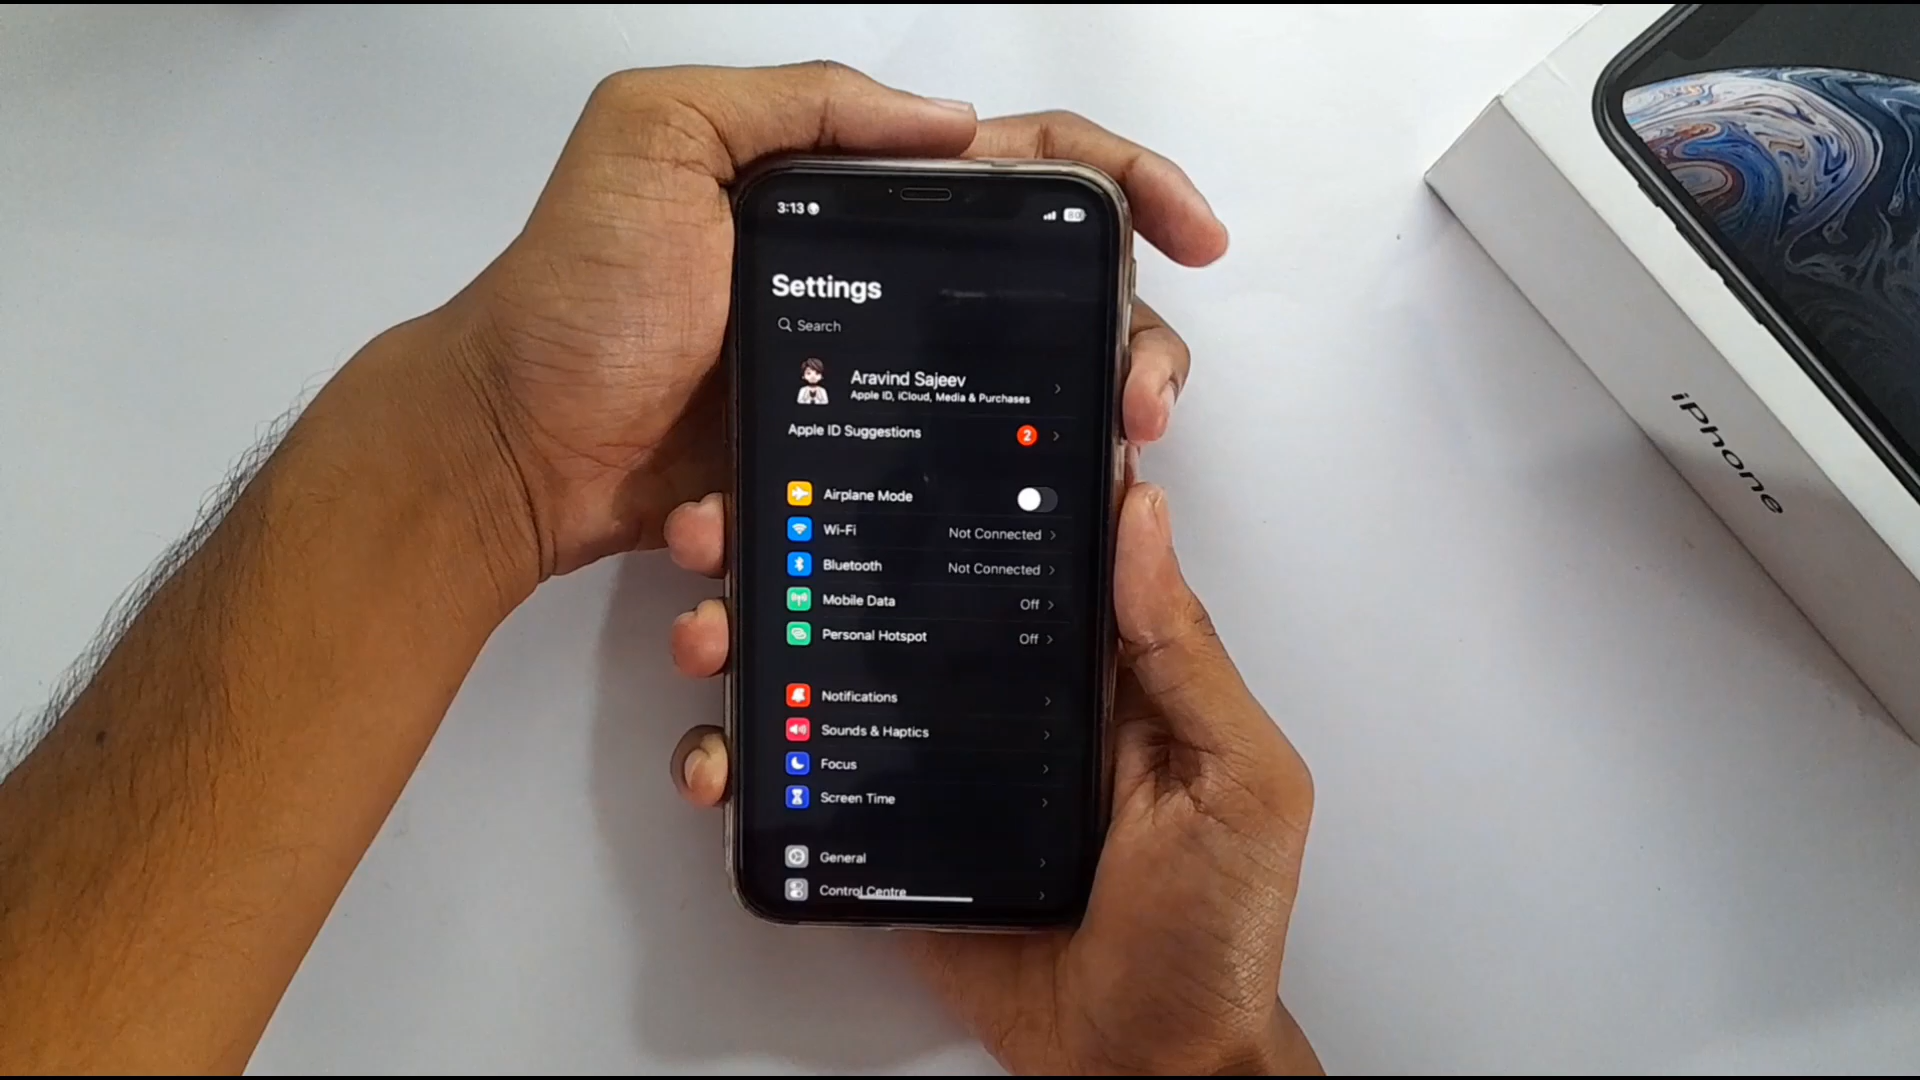 3:13
80
Settings
Search
Aravind Sajeev
Apple ID, iCloud, Media & Purchases
Apple ID Suggestions 2
Airplane Mode
Wi-Fi Not Connected
Bluetooth Not Connected
Mobile Data Off
Personal Hotspot Off
Notifications
Sounds & Haptics
Focus
Screen Time
General
Control Centre
iPhone